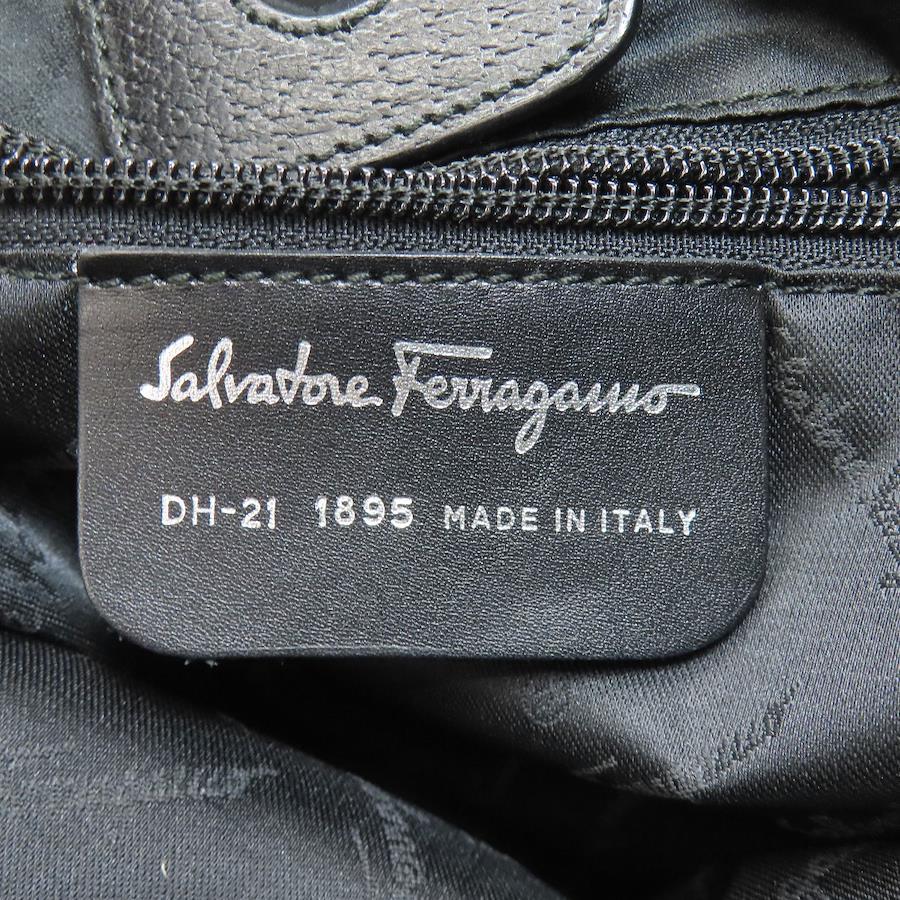 Salvatore Ferragamo
DH-21 1895 MADE IN ITALY